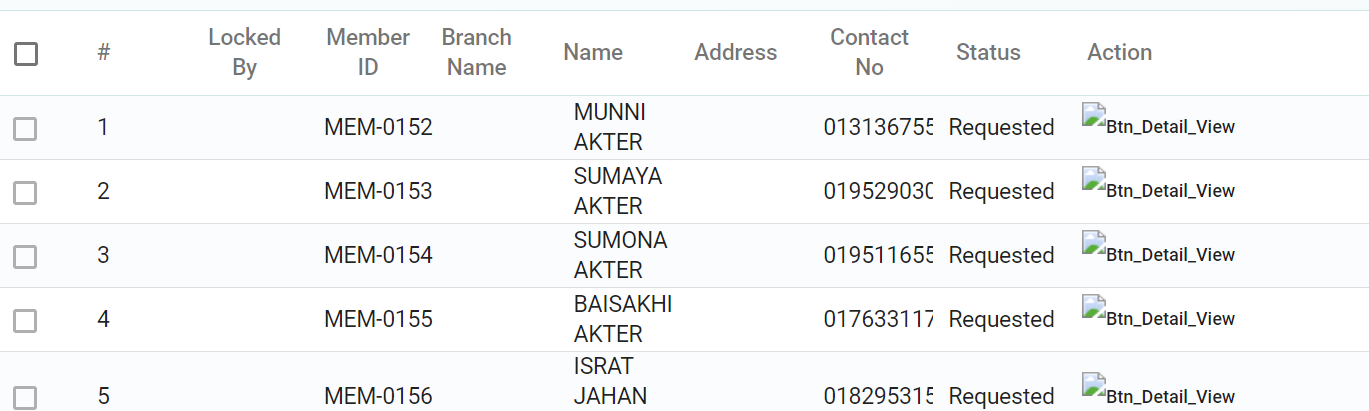 # Locked By Member ID Branch Name Name Address Contact No Status Action
1 MEM-0152 MUNNI AKTER 013136755 Requested Btn_Detail_View
2 MEM-0153 SUMAYA AKTER 01952903 Requested Btn_Detail_View
3 MEM-0154 SUMONA AKTER 019511655 Requested Btn_Detail_View
4 MEM-0155 BAISAKHI AKTER 017633117 Requested Btn_Detail_View
5 MEM-0156 ISRAT JAHAN 018295315 Requested Btn_Detail_View